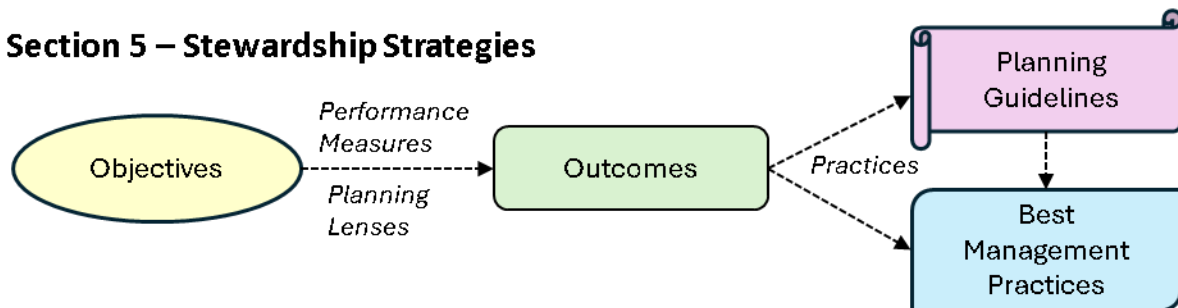 Section 5 – Stewardship Strategies
Objectives
Performance
Measures
Planning
Lenses
Outcomes
Practices
Planning
Guidelines
Best
Management
Practices